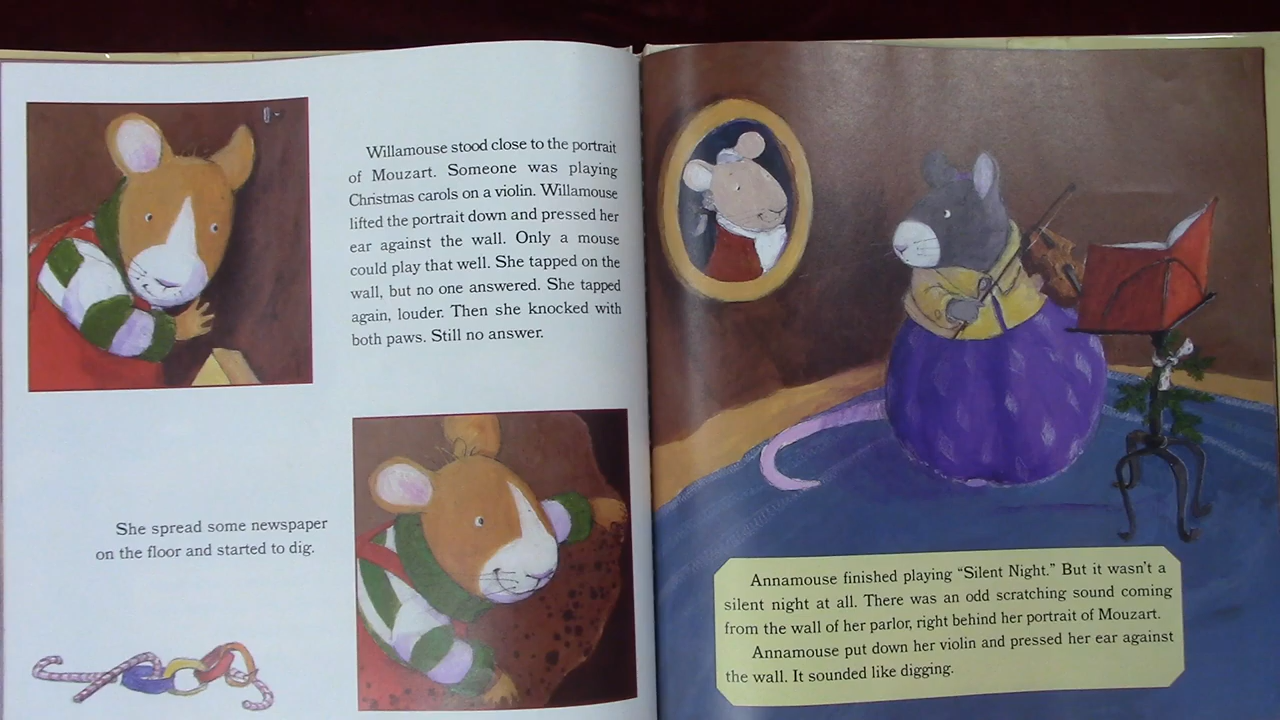 Willamouse stood close to the portrait
of Mouzart. Someone was playing
Christmas carols on a violin. Willamouse
lifted the portrait down and pressed her
ear against the wall. Only a mouse
could play that well. She tapped on the
wall, but no one answered. She tapped
again, louder. Then she knocked with
both paws. Still no answer.
She spread some newspaper
on the floor and started to dig.
Annamouse finished playing “Silent Night.” But it wasn’t a
silent night at all. There was an odd scratching sound coming
from the wall of her parlor, right behind her portrait of Mouzart.
Annamouse put down her violin and pressed her ear against
the wall. It sounded like digging.